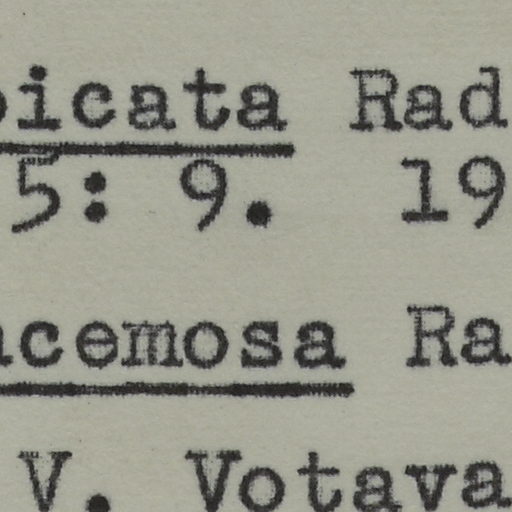 picata Rad
5: 9. 19
acemosa Ra
V. Votava